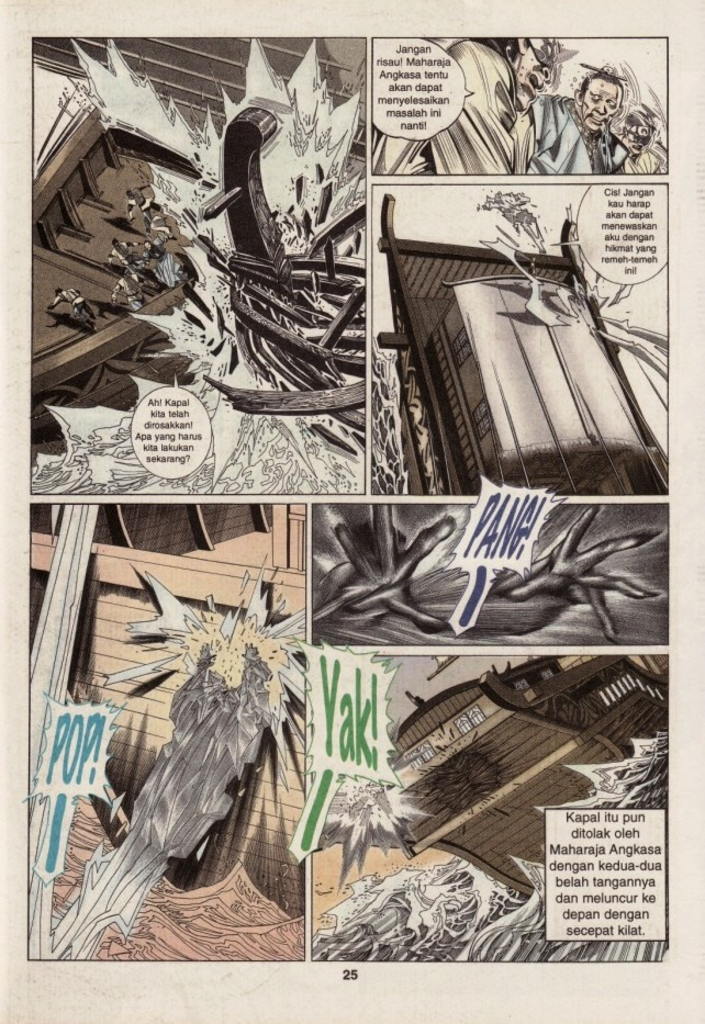 Ah! Kapal
kita telah
dirosakkan!
Apa yang harus
kita lakukan
sekarang?
Jangan
risau! Maharaja
Angkasa tentu
akan dapat
menyelesaikan
masalah ini
nanti!
Cis! Jangan
kau harap
akan dapat
menewaskan
aku dengan
hikmat yang
remeh-temeh
ini!
POP!
PANG!
Yak!
Kapal itu pun
ditolak oleh
Maharaja Angkasa
dengan kedua-dua
belah tangannya
dan meluncur ke
depan dengan
secepat kilat.
25